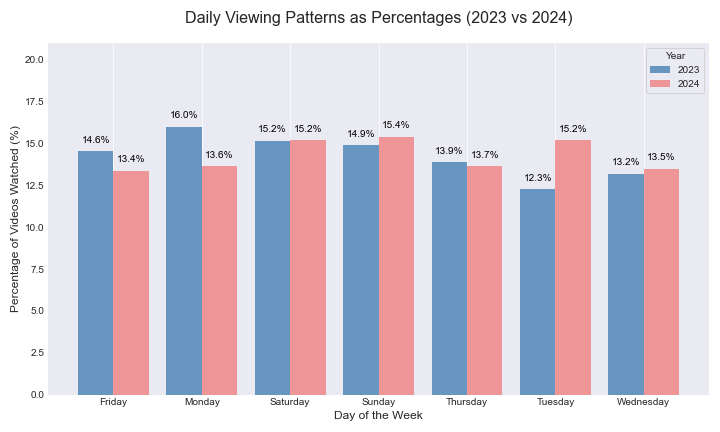 Daily Viewing Patterns as Percentages (2023 vs 2024)
Year
2023
2024
Percentage of Videos Watched (%)
20.0
17.5
15.0
12.5
10.0
7.5
5.0
2.5
0.0
14.6%
13.4%
16.0%
13.6%
15.2%
15.2%
14.9%
15.4%
13.9%
13.7%
12.3%
15.2%
13.2%
13.5%
Friday
Monday
Saturday
Sunday
Thursday
Tuesday
Wednesday
Day of the Week